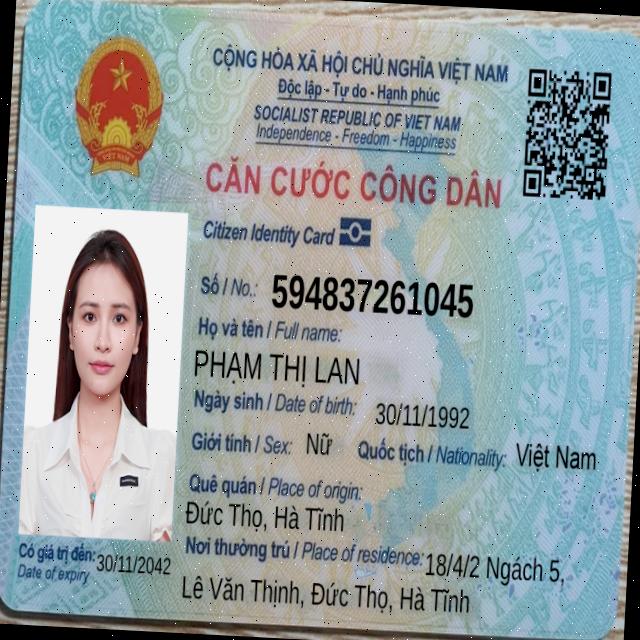 CỘNG HÒA XÃ HỘI CHỦ NGHĨA VIỆT NAM
Độc lập - Tự do - Hạnh phúc
SOCIALIST REPUBLIC OF VIET NAM
Independence - Freedom - Happiness
CĂN CƯỚC CÔNG DÂN
Citizen Identity Card
Số / No.: 594837261045
Họ và tên / Full name:
PHẠM THỊ LAN
Ngày sinh / Date of birth: 30/11/1992
Giới tính / Sex: Nữ Quốc tịch / Nationality: Việt Nam
Quê quán / Place of origin:
Đức Thọ, Hà Tĩnh
Nơi thường trú / Place of residence: 18/4/2 Ngách 5,
Lê Văn Thịnh, Đức Thọ, Hà Tĩnh
Có giá trị đến: 30/11/2042
Date of expiry
VIỆT NAM